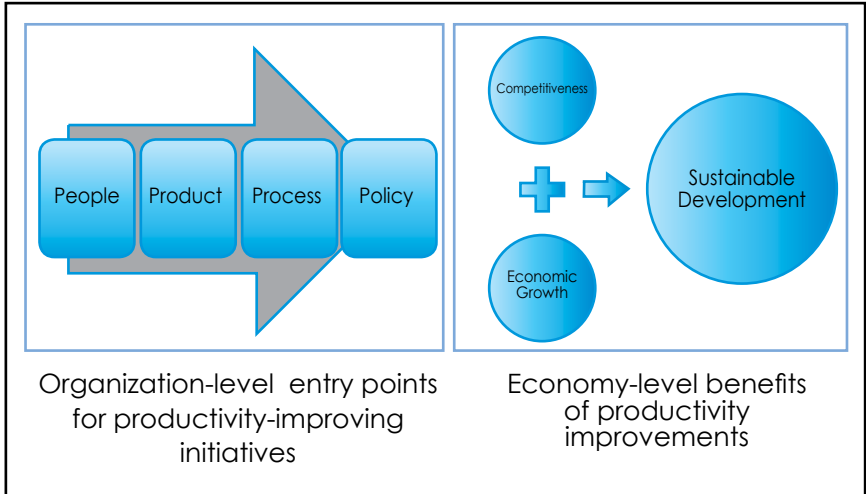 People
Product
Process
Policy
Organization-level entry points
for productivity-improving
initiatives
Competitiveness
Economic
Growth
Sustainable
Development
Economy-level benefits
of productivity
improvements